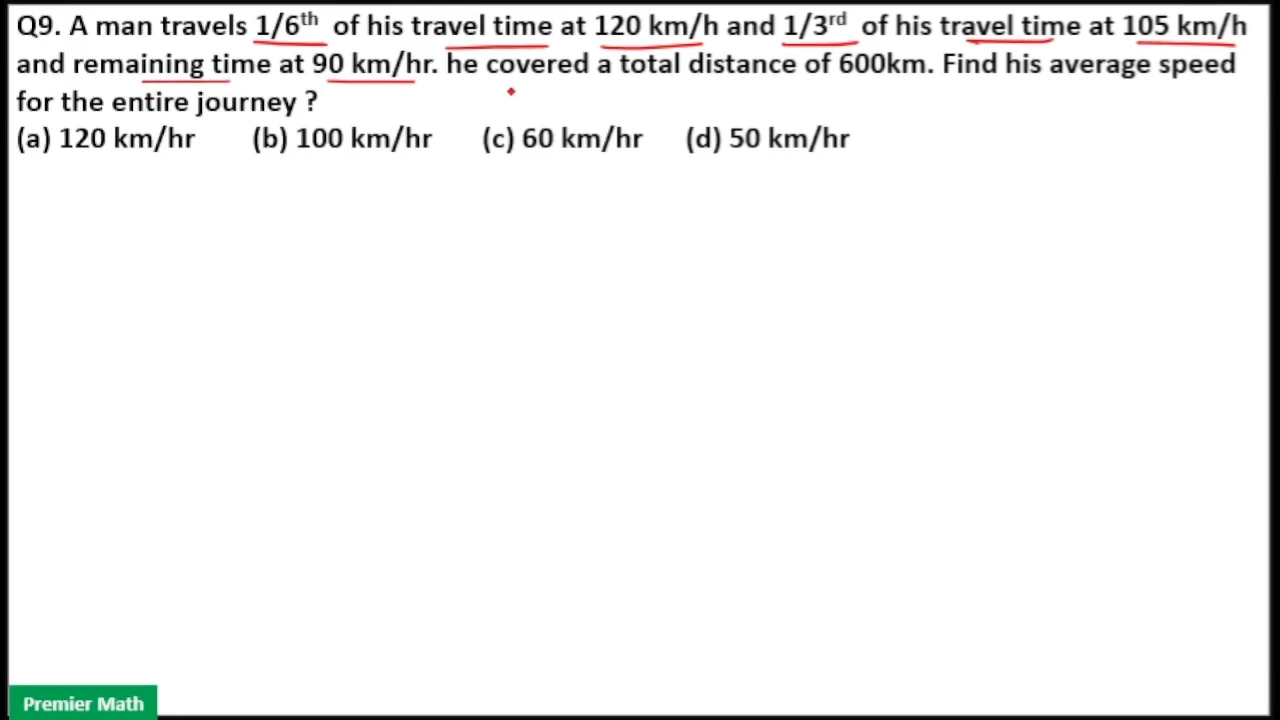 Q9. A man travels 1/6th of his travel time at 120 km/h and 1/3rd of his travel time at 105 km/h
and remaining time at 90 km/hr. he covered a total distance of 600km. Find his average speed
for the entire journey ?
(a) 120 km/hr (b) 100 km/hr (c) 60 km/hr (d) 50 km/hr
Premier Math